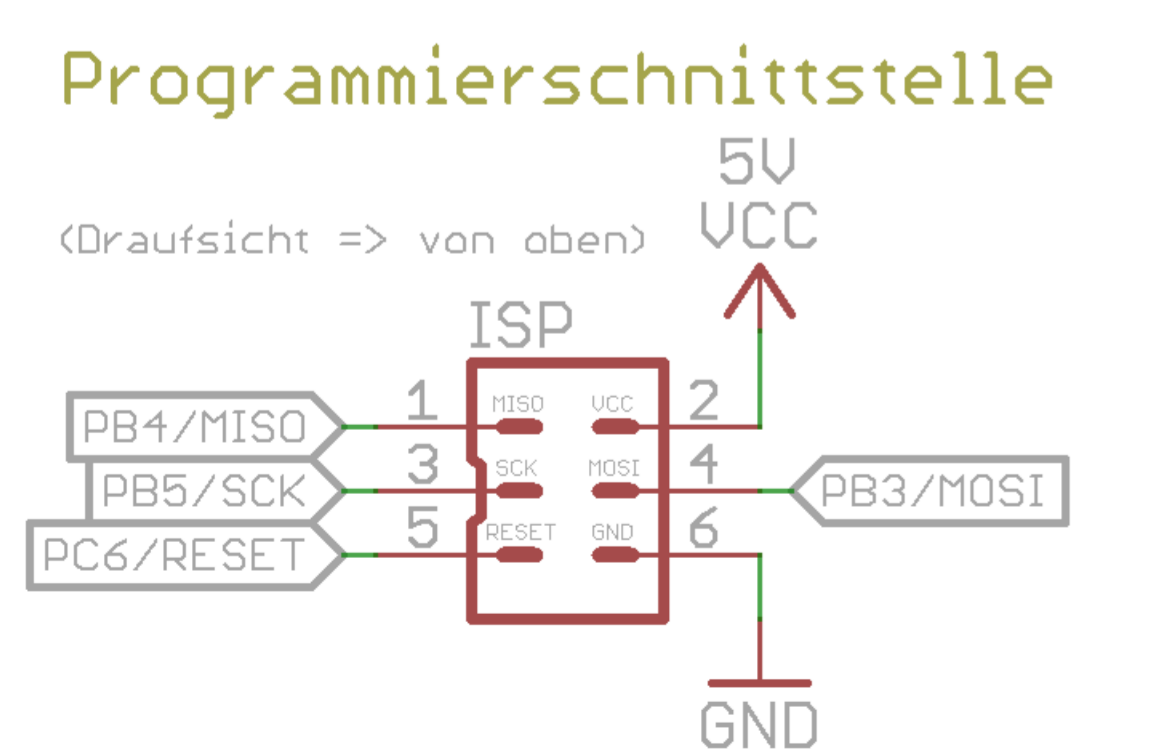 Programmierschnittstelle
5V
VCC
(Draufsicht => von oben)
ISP
PB4/MISO 1 MISO VCC 2
PB5/SCK 3 SCK MOSI 4 PB3/MOSI
PC6/RESET 5 RESET GND 6
GND